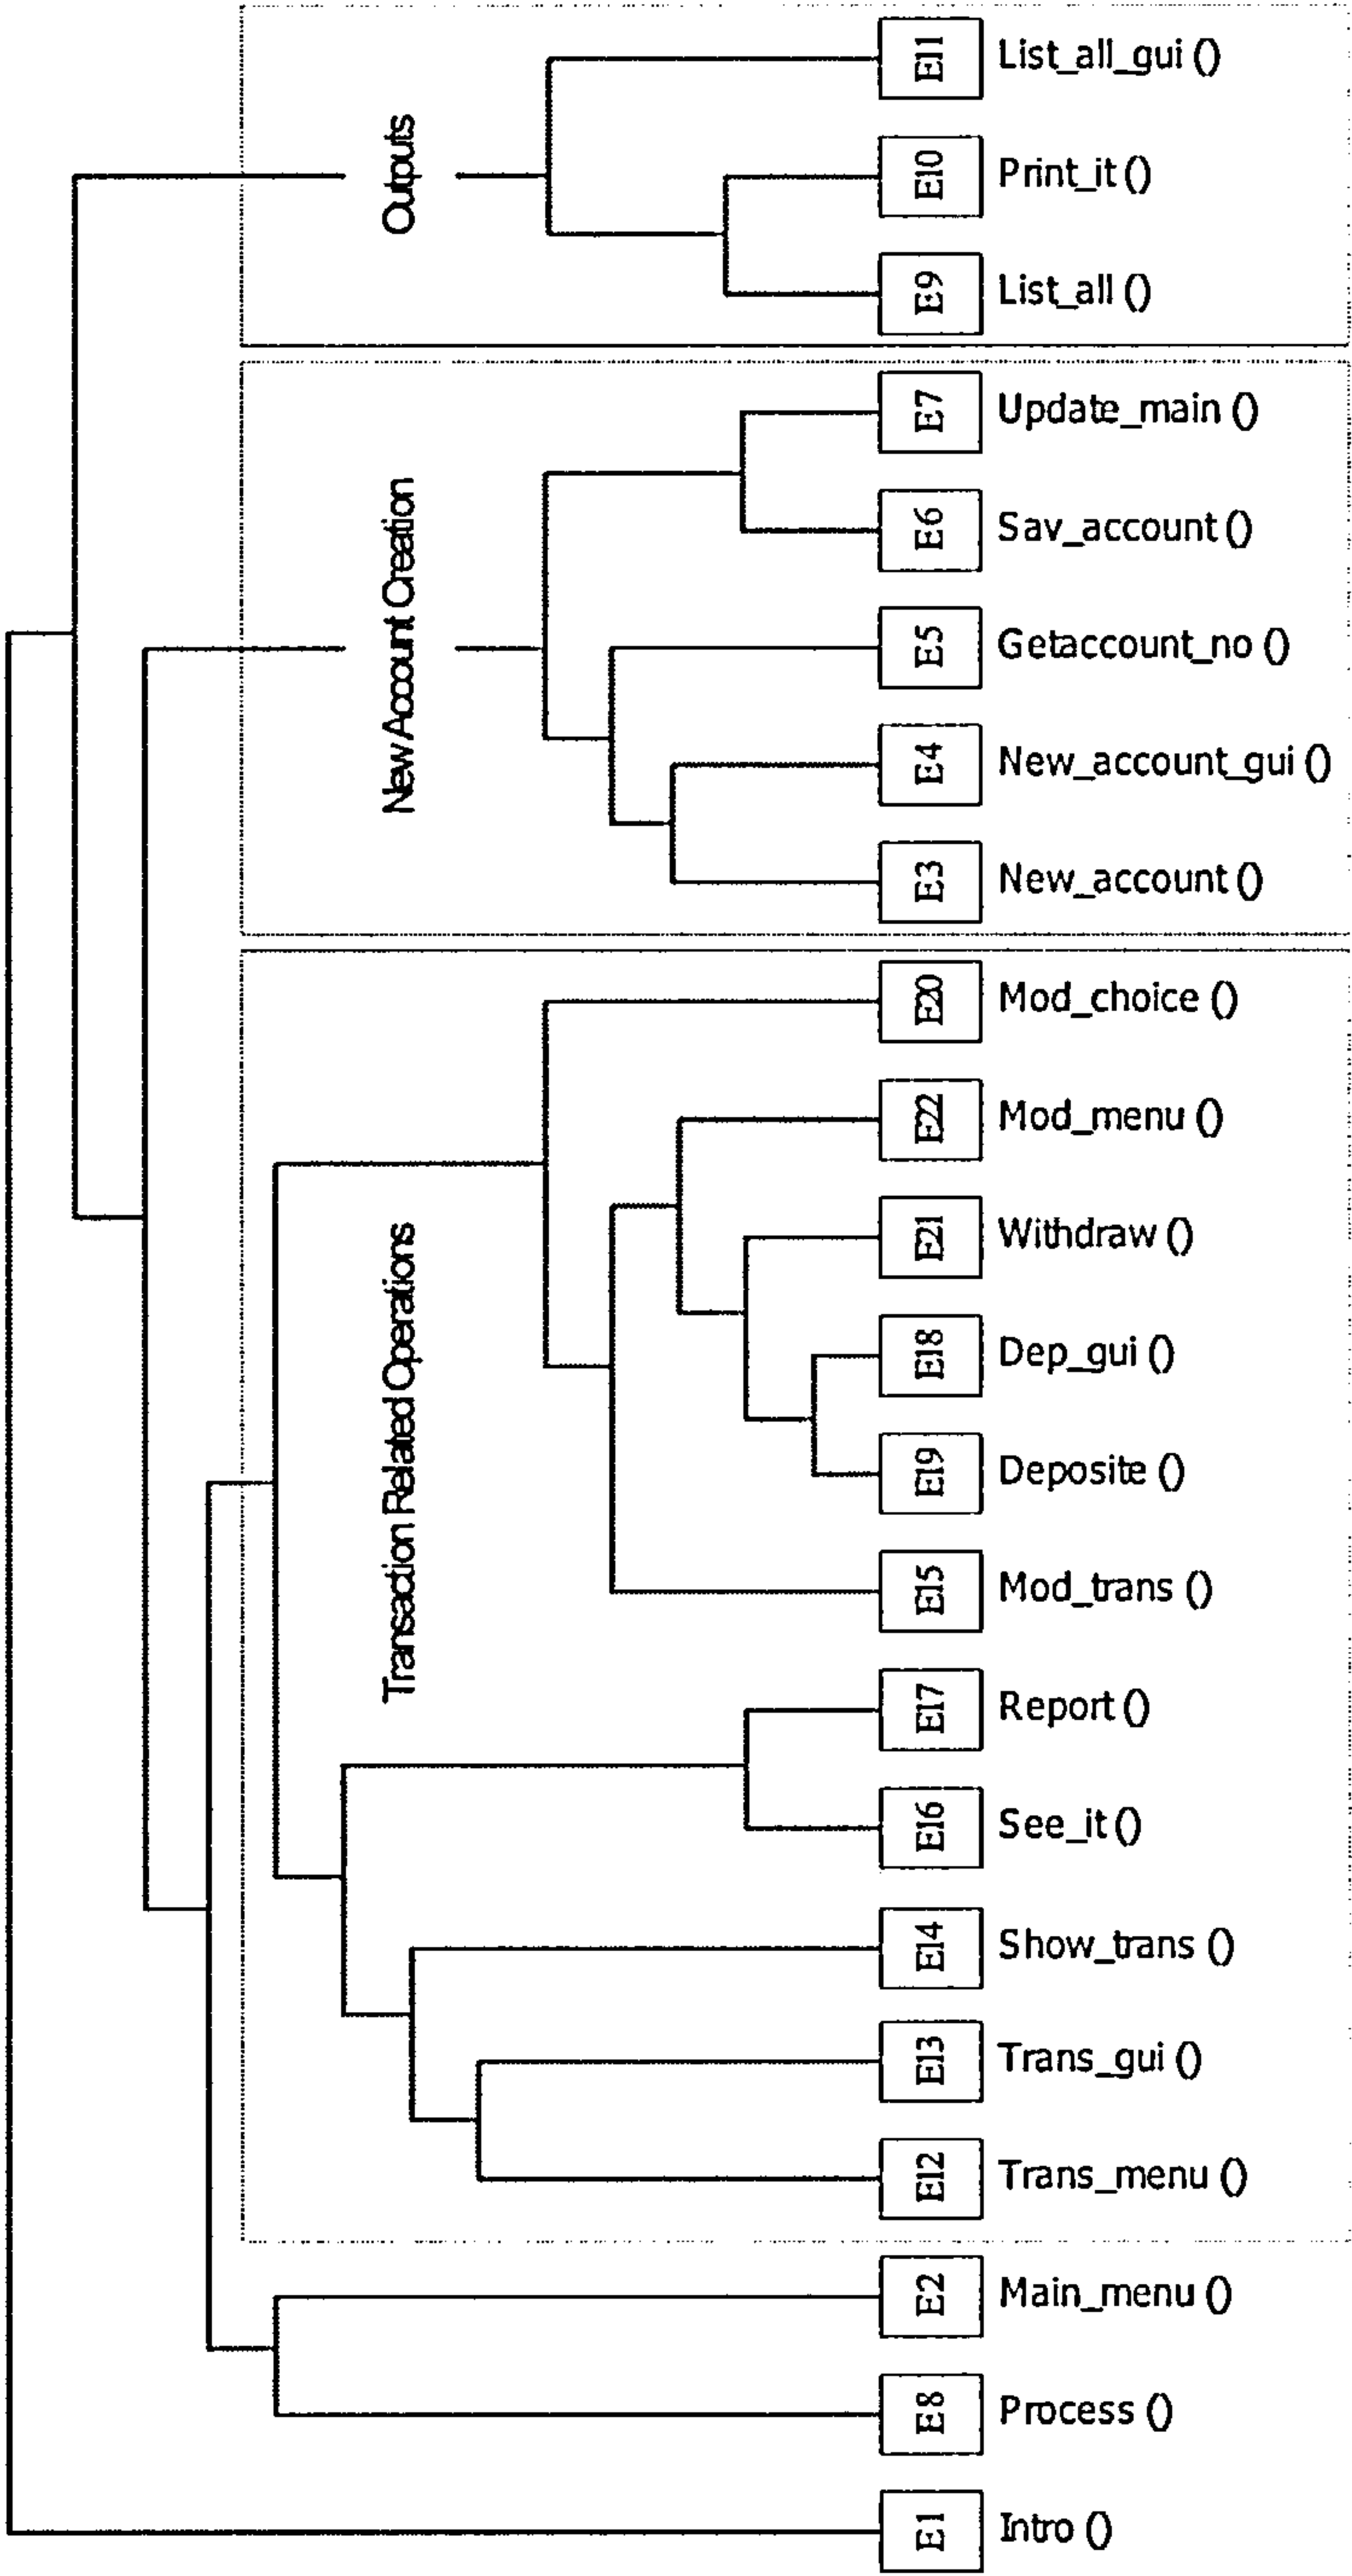 Outputs
E11 List_all_gui ()
E10 Print_it ()
E9 List_all ()
New Account Creation
E7 Update_main ()
E6 Sav_account ()
E5 Getaccount_no ()
E4 New_account_gui ()
E3 New_account ()
Transaction Related Operations
E20 Mod_choice ()
E22 Mod_menu ()
E21 Withdraw ()
E18 Dep_gui ()
E19 Deposite ()
E15 Mod_trans ()
E17 Report ()
E16 See_it ()
E14 Show_trans ()
E13 Trans_gui ()
E12 Trans_menu ()
E2 Main_menu ()
E8 Process ()
E1 Intro ()